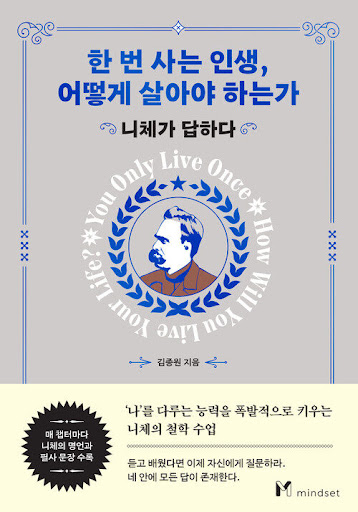 한 번 사는 인생,
어떻게 살아야 하는가
니체가 답하다
You Only Live Once
How Will You Live Your Life?
김종원 지음
매 챕터마다
니체의 명언과
필사 문장 수록
‘나’를 다루는 능력을 폭발적으로 키우는
니체의 철학 수업
듣고 배웠다면 이제 자신에게 질문하라.
네 안에 모든 답이 존재한다.
M mindset